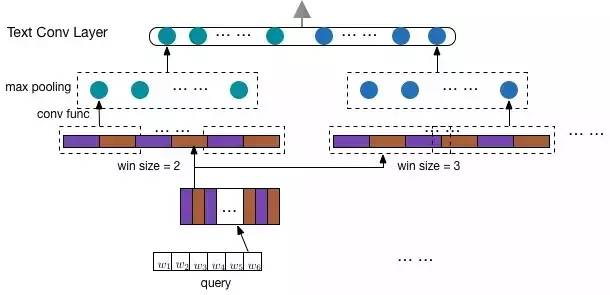 Text Conv Layer
... ...
... ...
max pooling
... ...
... ...
conv func
... ...
... ...
... ...
win size = 2
win size = 3
...
w1 w2 w3 w4 w5 w6
... ...
query